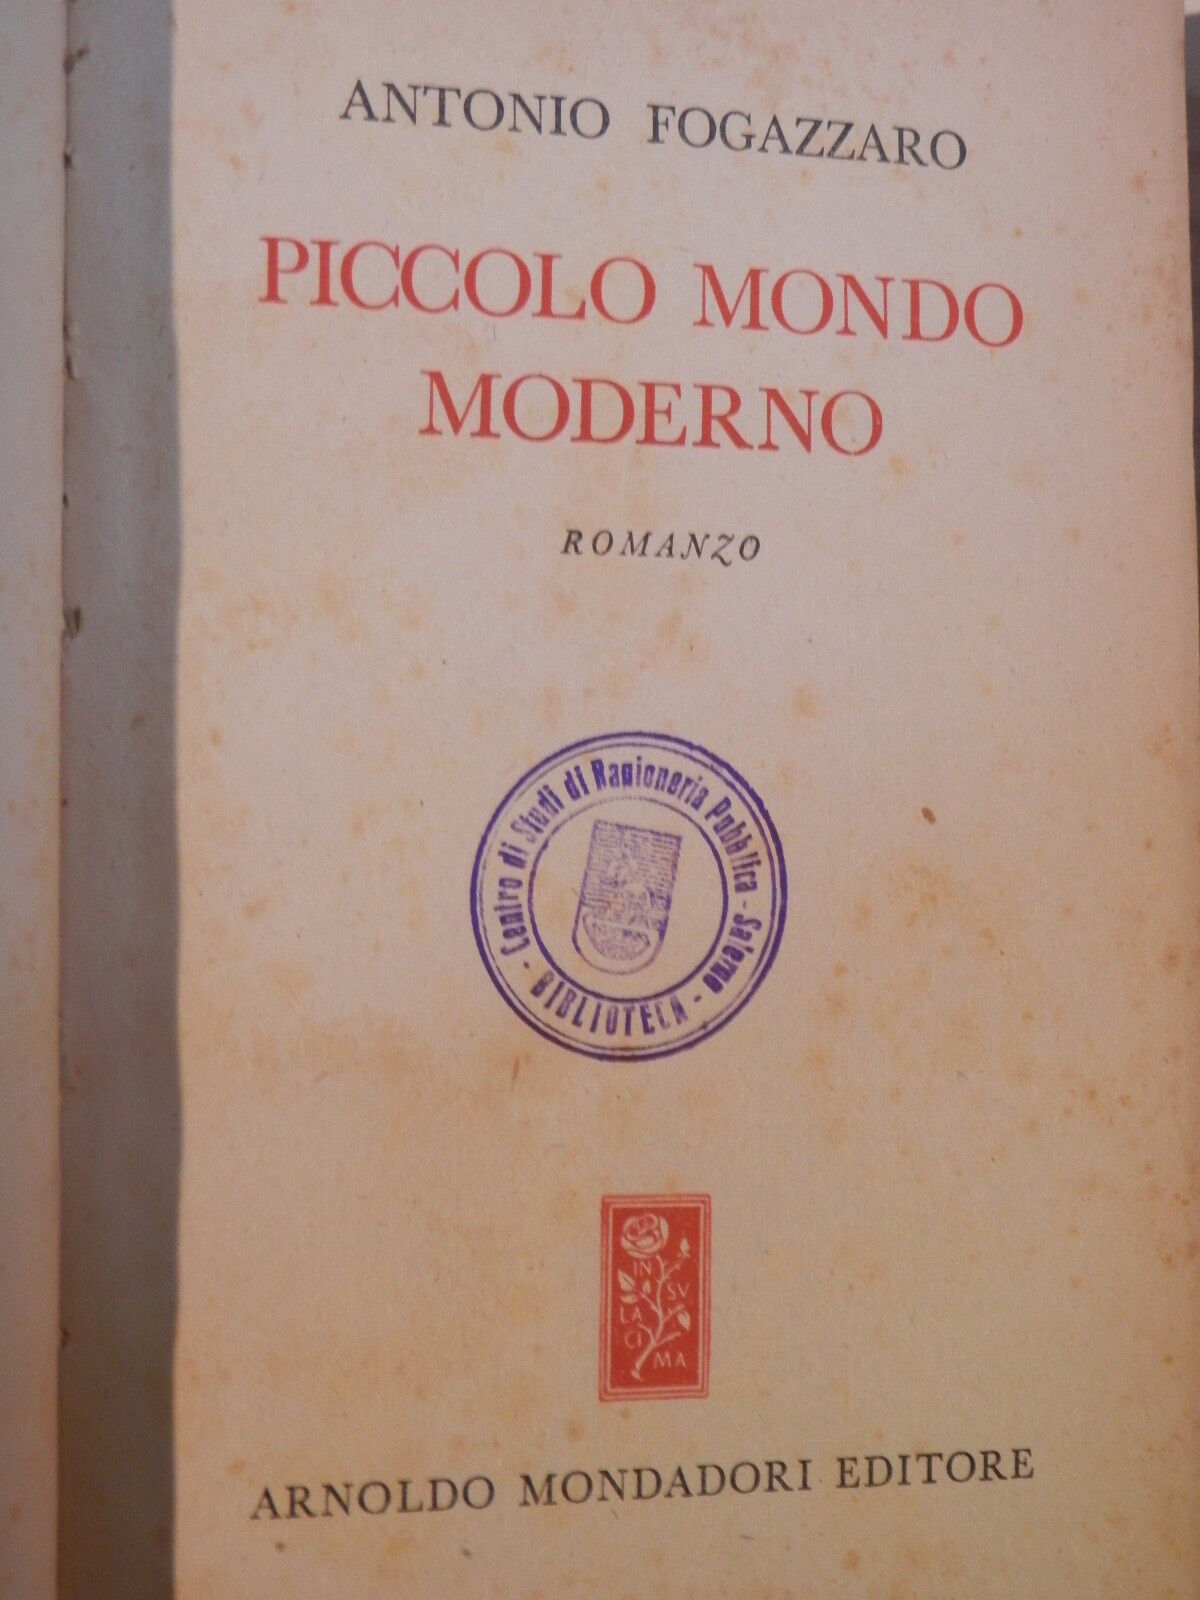 ANTONIO FOGAZZARO
PICCOLO MONDO
MODERNO
ROMANZO
- Centro di Studi di Ragioneria Pubblica - Salerno
- BIBLIOTECA -
IN SU
LA CI
MA
ARNOLDO MONDADORI EDITORE